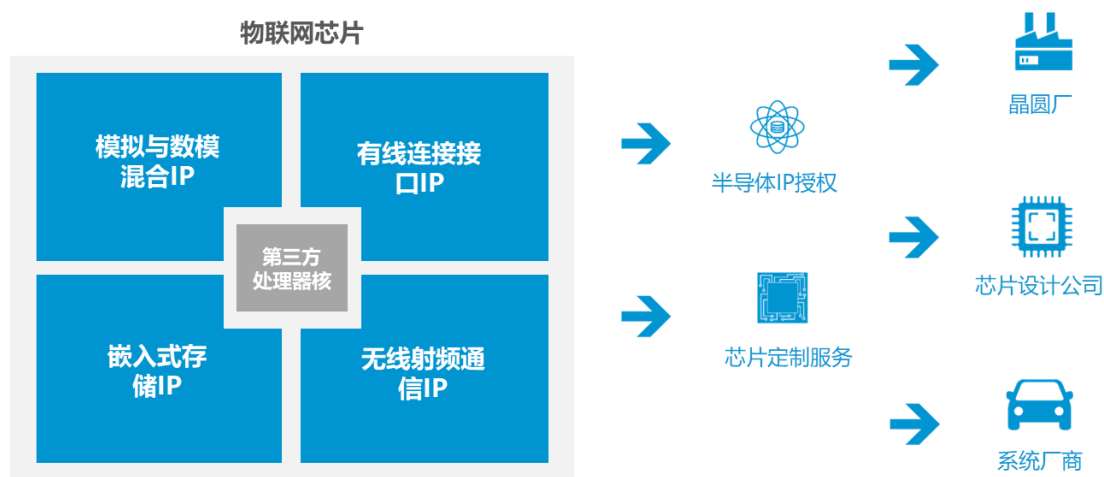 物联网芯片
模拟与数模
混合IP
有线连接接
口IP
第三方
处理器核
嵌入式存
储IP
无线射频通
信IP
半导体IP授权
芯片定制服务
晶圆厂
芯片设计公司
系统厂商